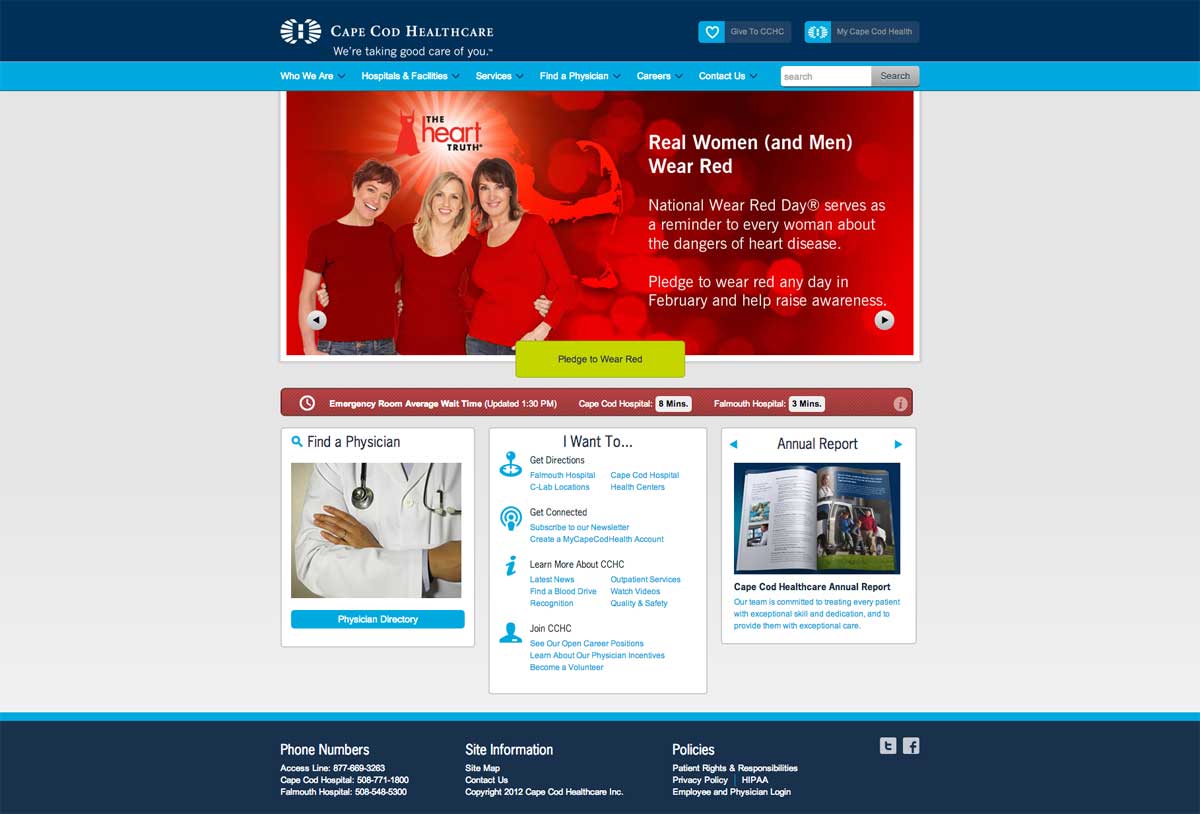 CAPE COD HEALTHCARE
We're taking good care of you.™
Give To CCHC
My Cape Cod Health
Who We Are
Hospitals & Facilities
Services
Find a Physician
Careers
Contact Us
search
Search
THE
heart
TRUTH®
Real Women (and Men)
Wear Red
National Wear Red Day® serves as
a reminder to every woman about
the dangers of heart disease.
Pledge to wear red any day in
February and help raise awareness.
Pledge to Wear Red
Emergency Room Average Wait Time (Updated 1:30 PM)
Cape Cod Hospital: 8 Mins.
Falmouth Hospital: 3 Mins.
i
Find a Physician
Physician Directory
I Want To...
Get Directions
Falmouth Hospital
Cape Cod Hospital
C-Lab Locations
Health Centers
Get Connected
Subscribe to our Newsletter
Create a MyCapeCodHealth Account
Learn More About CCHC
Latest News
Outpatient Services
Find a Blood Drive
Watch Videos
Recognition
Quality & Safety
Join CCHC
See Our Open Career Positions
Learn About Our Physician Incentives
Become a Volunteer
Annual Report
Cape Cod Healthcare Annual Report
Our team is committed to treating every patient
with exceptional skill and dedication, and to
provide them with exceptional care.
Phone Numbers
Access Line: 877-669-3263
Cape Cod Hospital: 508-771-1800
Falmouth Hospital: 508-548-5300
Site Information
Site Map
Contact Us
Copyright 2012 Cape Cod Healthcare Inc.
Policies
Patient Rights & Responsibilities
Privacy Policy | HIPAA
Employee and Physician Login